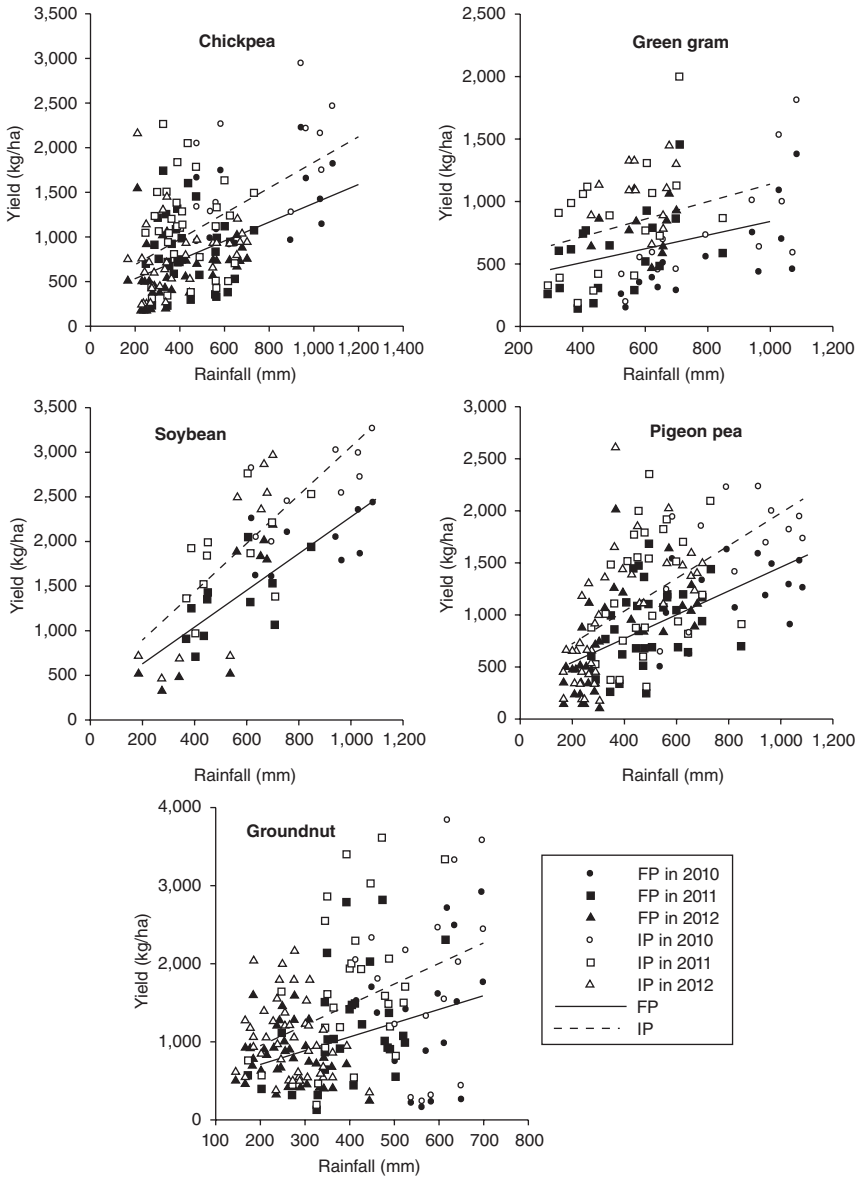 Chickpea
Yield (kg/ha)
3,500
3,000
2,500
2,000
1,500
1,000
500
0
0 200 400 600 800 1,000 1,200 1,400
Rainfall (mm)
Green gram
Yield (kg/ha)
2,500
2,000
1,500
1,000
500
0
200 400 600 800 1,000 1,200
Rainfall (mm)
Soybean
Yield (kg/ha)
3,500
3,000
2,500
2,000
1,500
1,000
500
0
0 200 400 600 800 1,000 1,200
Rainfall (mm)
Pigeon pea
Yield (kg/ha)
3,000
2,500
2,000
1,500
1,000
500
0
0 200 400 600 800 1,000 1,200
Rainfall (mm)
Groundnut
Yield (kg/ha)
4,000
3,000
2,000
1,000
0
100 200 300 400 500 600 700 800
Rainfall (mm)
FP in 2010
FP in 2011
FP in 2012
IP in 2010
IP in 2011
IP in 2012
FP
IP